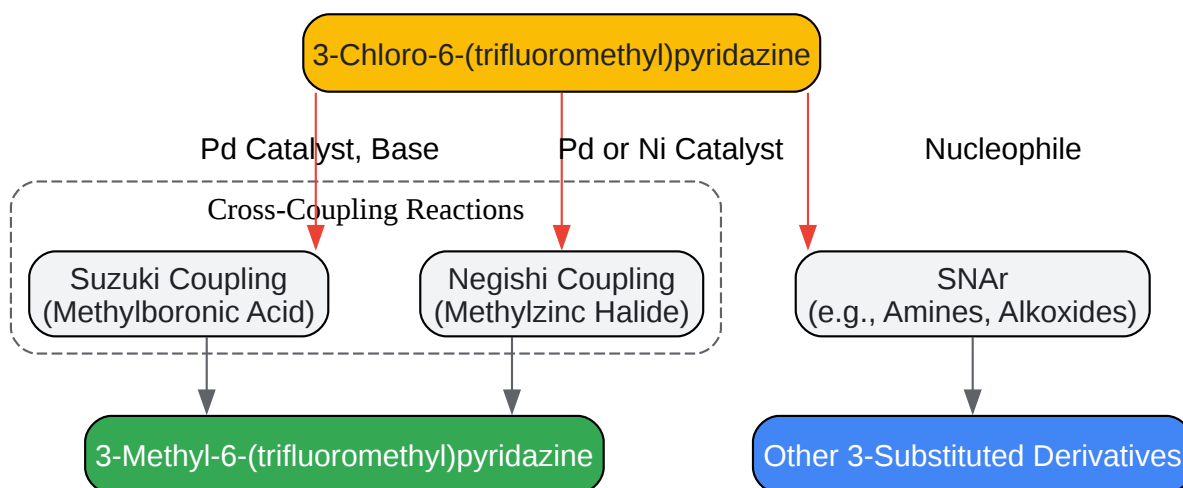 3-Chloro-6-(trifluoromethyl)pyridazine
Pd Catalyst, Base
Pd or Ni Catalyst
Nucleophile
Cross-Coupling Reactions
Suzuki Coupling
(Methylboronic Acid)
Negishi Coupling
(Methylzinc Halide)
SNAr
(e.g., Amines, Alkoxides)
3-Methyl-6-(trifluoromethyl)pyridazine
Other 3-Substituted Derivatives